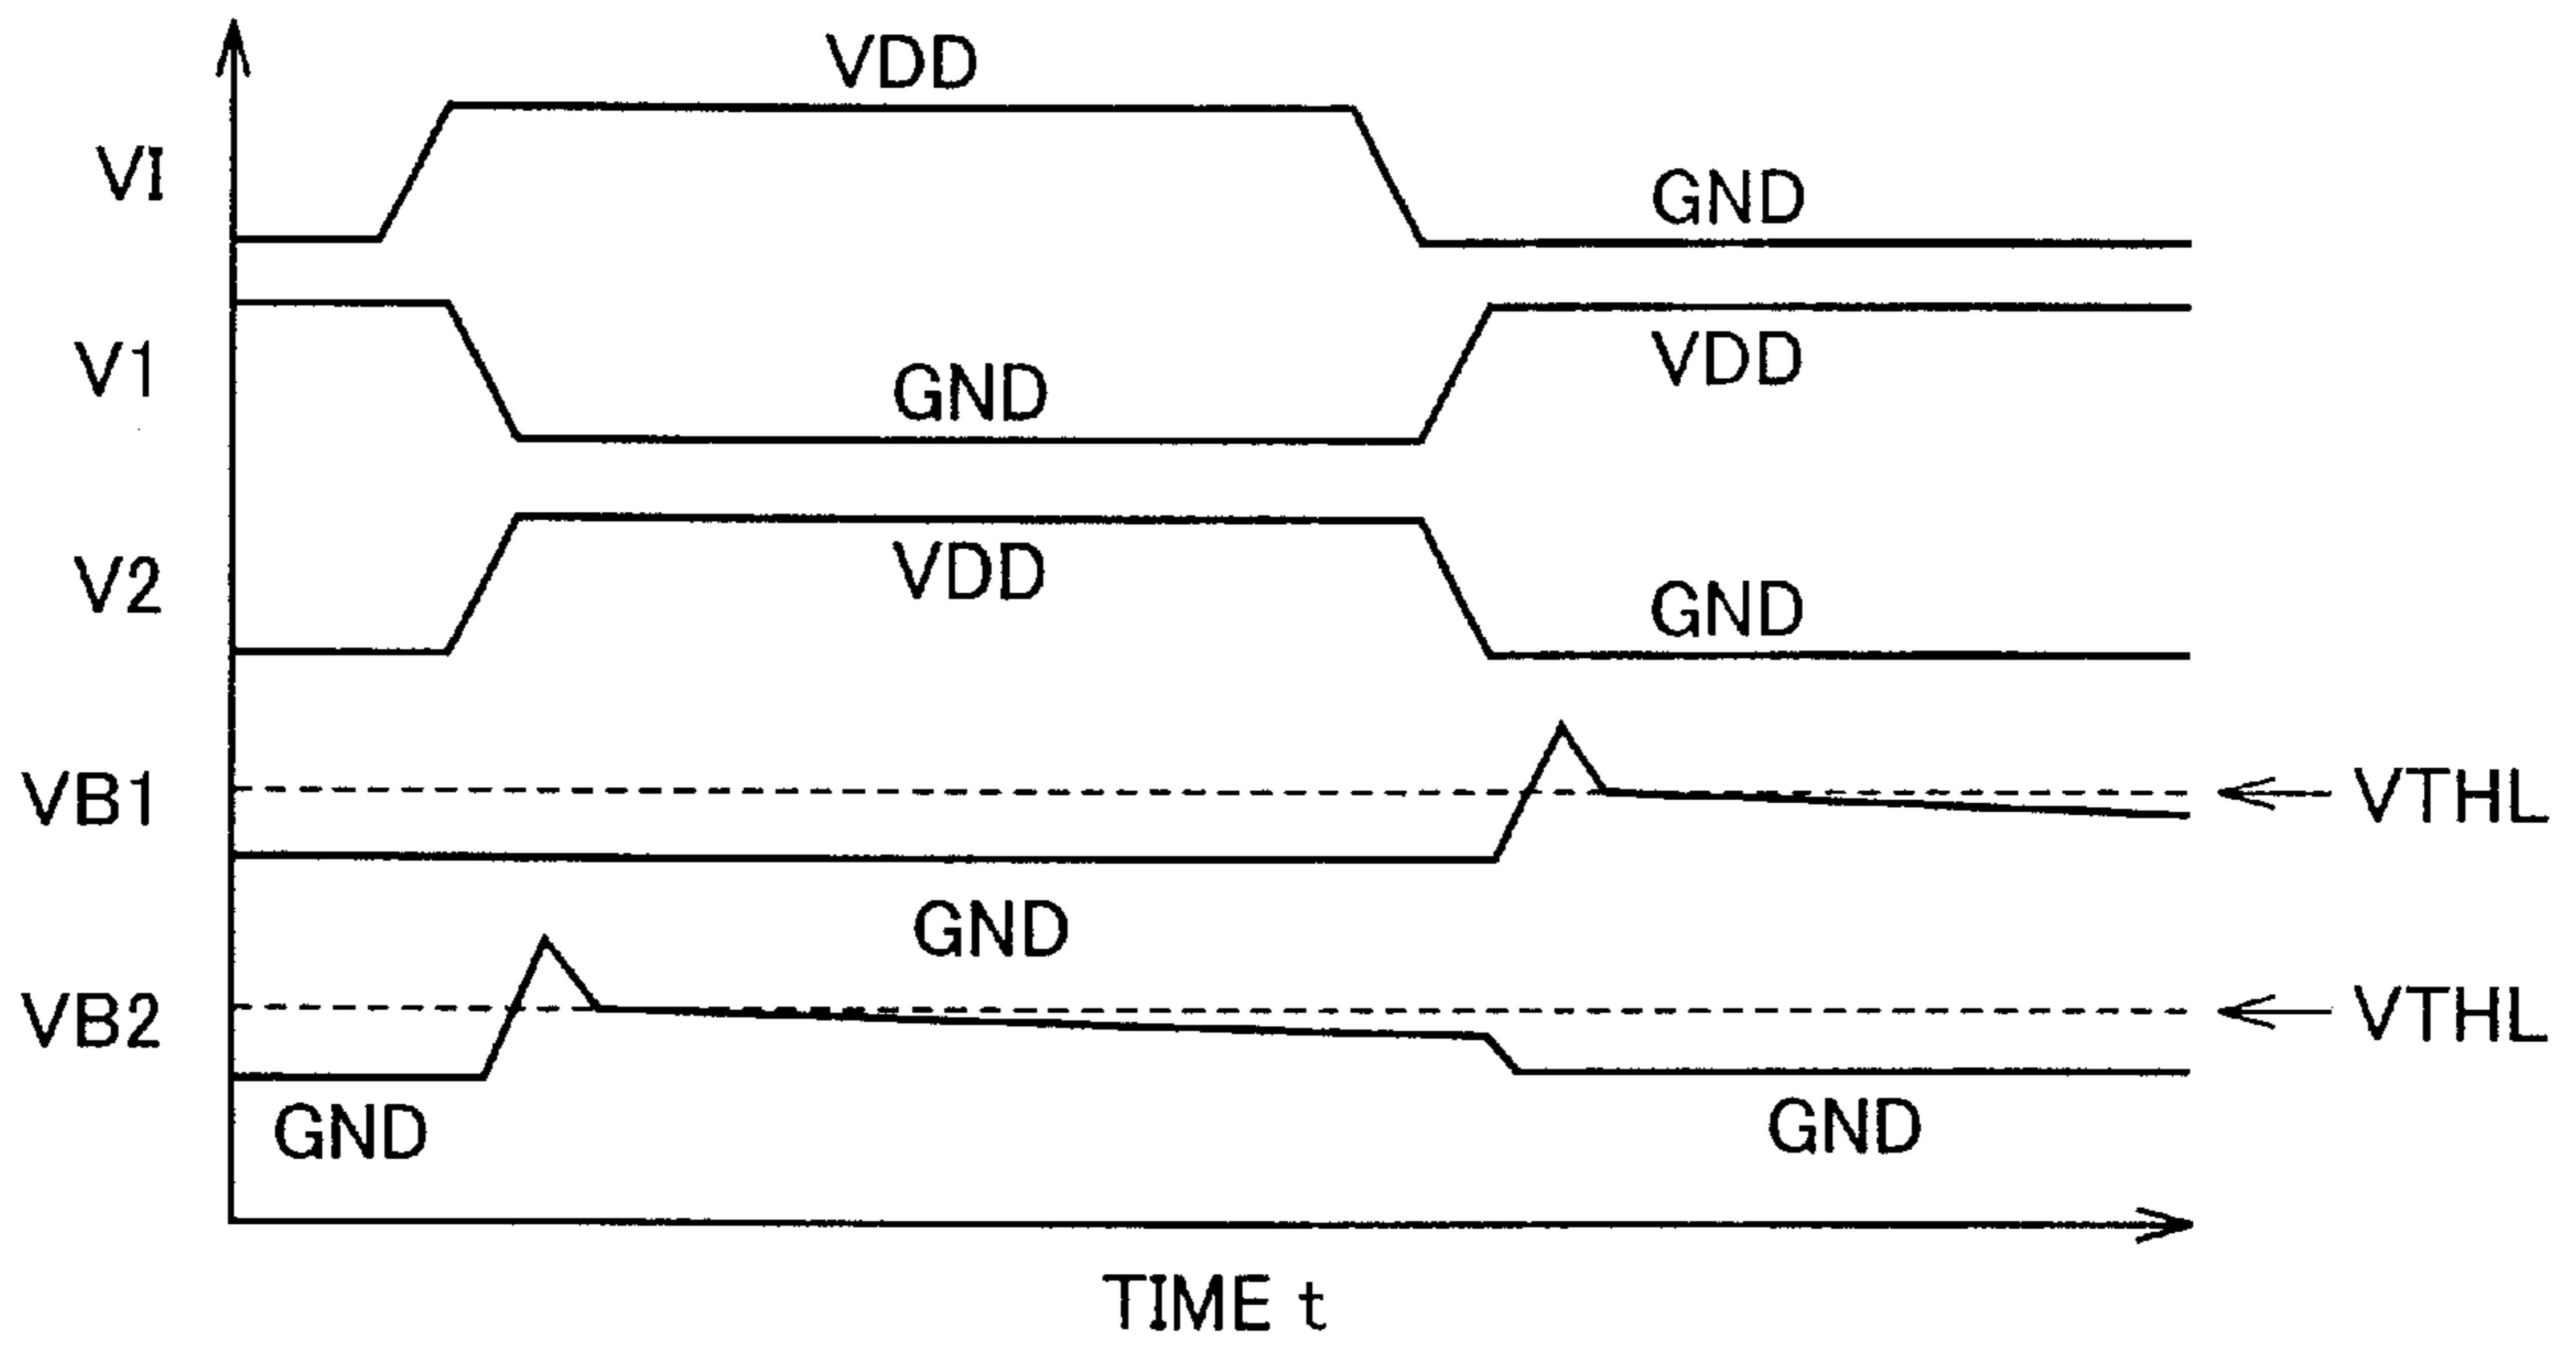 VDD
VI
GND
V1
VDD
GND
V2
VDD
GND
VB1
VTHL
GND
VB2
VTHL
GND
GND
TIME t